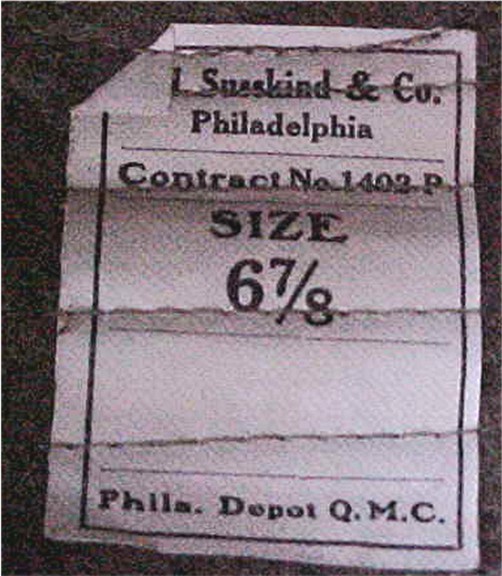 I. Susskind & Co.
Philadelphia
Contract No. 1402-P
SIZE
6⅞
Phila. Depot Q.M.C.